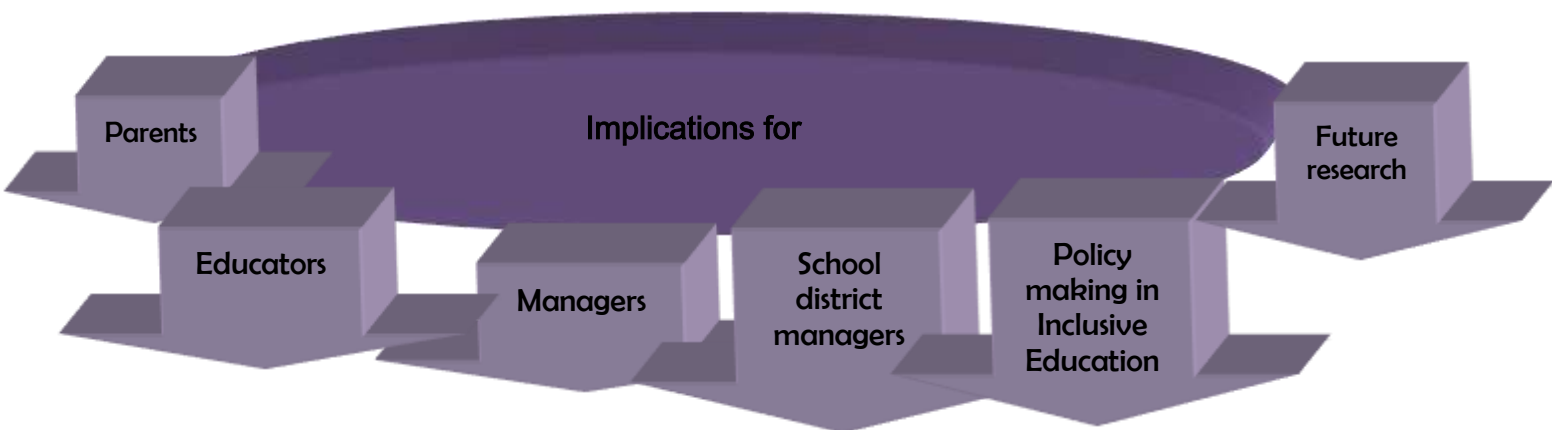 Implications for
Parents
Educators
Managers
School
district
managers
Policy
making in
Inclusive
Education
Future
research